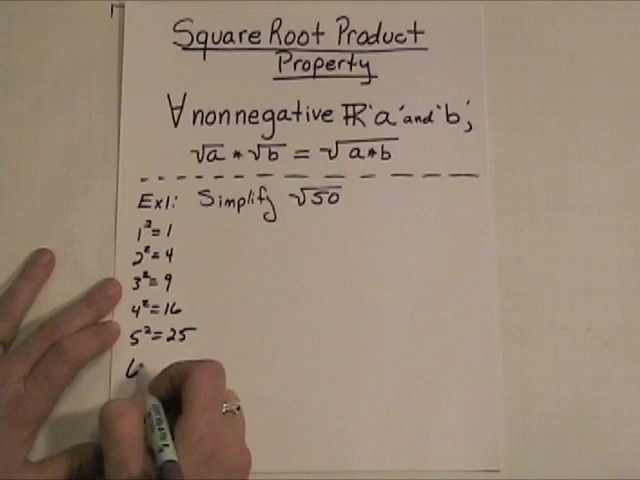 Square Root Product
Property
∀ nonnegative ℝ 'a' and 'b',
√a * √b = √a*b
Ex1: Simplify √50
1²=1
2²=4
3²=9
4²=16
5²=25
6